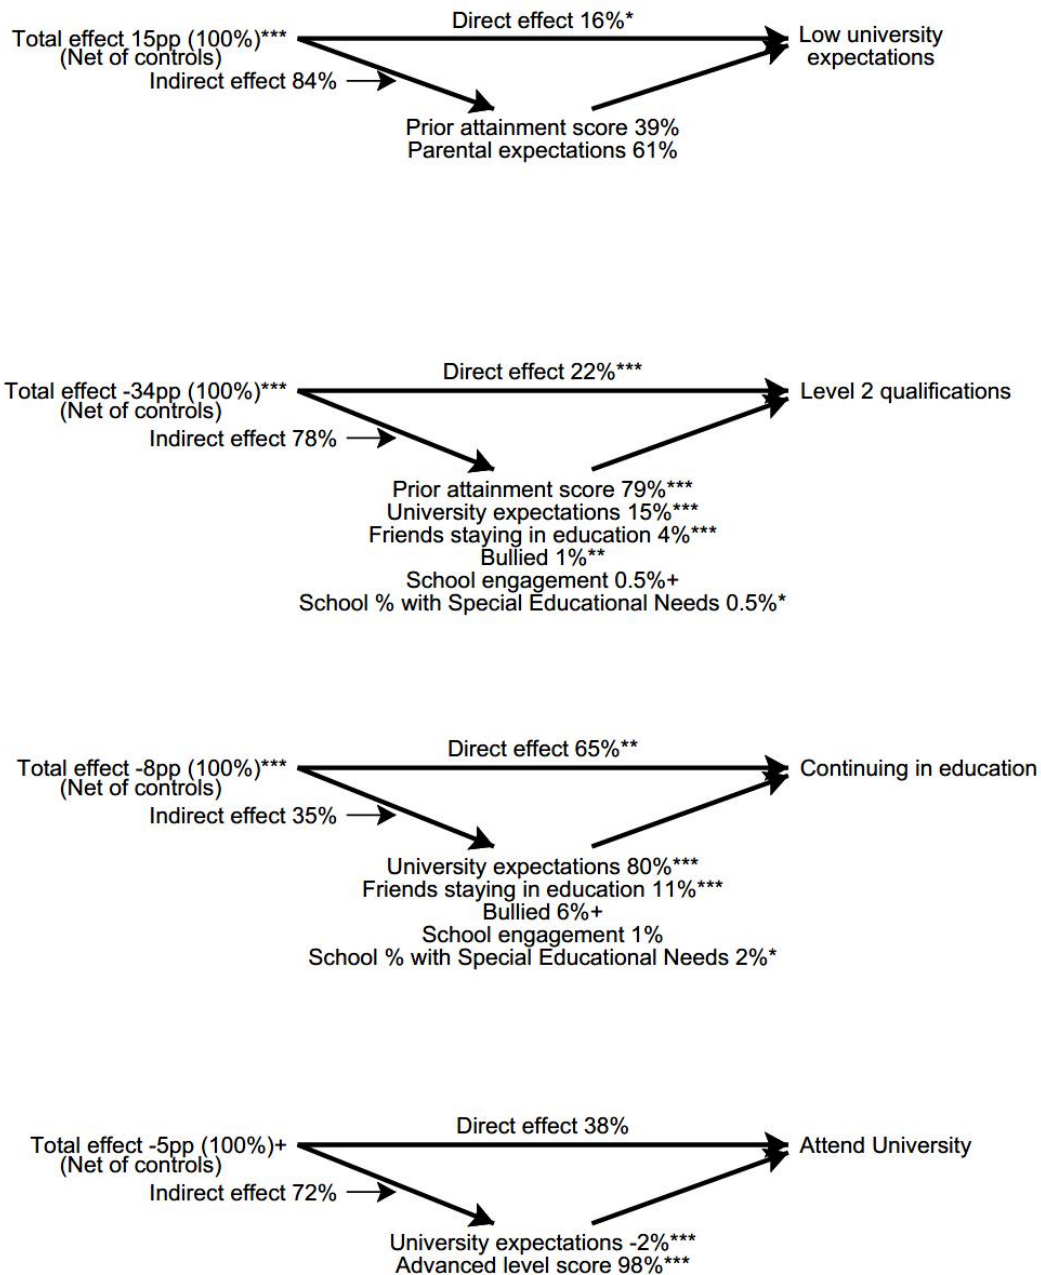 Direct effect 16%*
Total effect 15pp (100%)***
(Net of controls)
Low university
expectations
Indirect effect 84%
Prior attainment score 39%
Parental expectations 61%
Direct effect 22%***
Total effect -34pp (100%)***
(Net of controls)
Level 2 qualifications
Indirect effect 78%
Prior attainment score 79%***
University expectations 15%***
Friends staying in education 4%***
Bullied 1%**
School engagement 0.5%+
School % with Special Educational Needs 0.5%*
Direct effect 65%**
Total effect -8pp (100%)***
(Net of controls)
Continuing in education
Indirect effect 35%
University expectations 80%***
Friends staying in education 11%***
Bullied 6%+
School engagement 1%
School % with Special Educational Needs 2%*
Direct effect 38%
Total effect -5pp (100%)+
(Net of controls)
Attend University
Indirect effect 72%
University expectations -2%***
Advanced level score 98%***